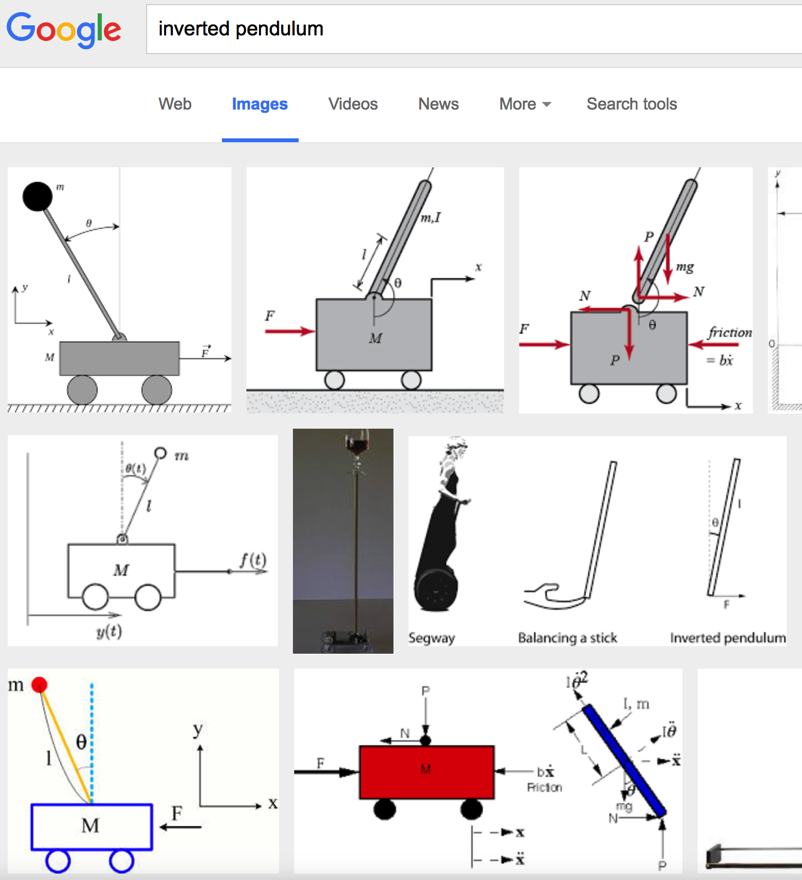 Google
inverted pendulum
Web Images Videos News More Search tools
m
θ
l
y
x
M
F
m,I
l
θ
x
F
M
P
mg
N
N
θ
F
friction
= bẋ
P
x
y
0
m
θ(t)
l
M
f(t)
y(t)
θ
l
F
Segway Balancing a stick Inverted pendulum
m
θ
l
M
F
y
x
P
N
F
M
bẋ
Friction
x
ẍ
lθ̇²
I, m
lθ̈
ẍ
L
θ
mg
N
P